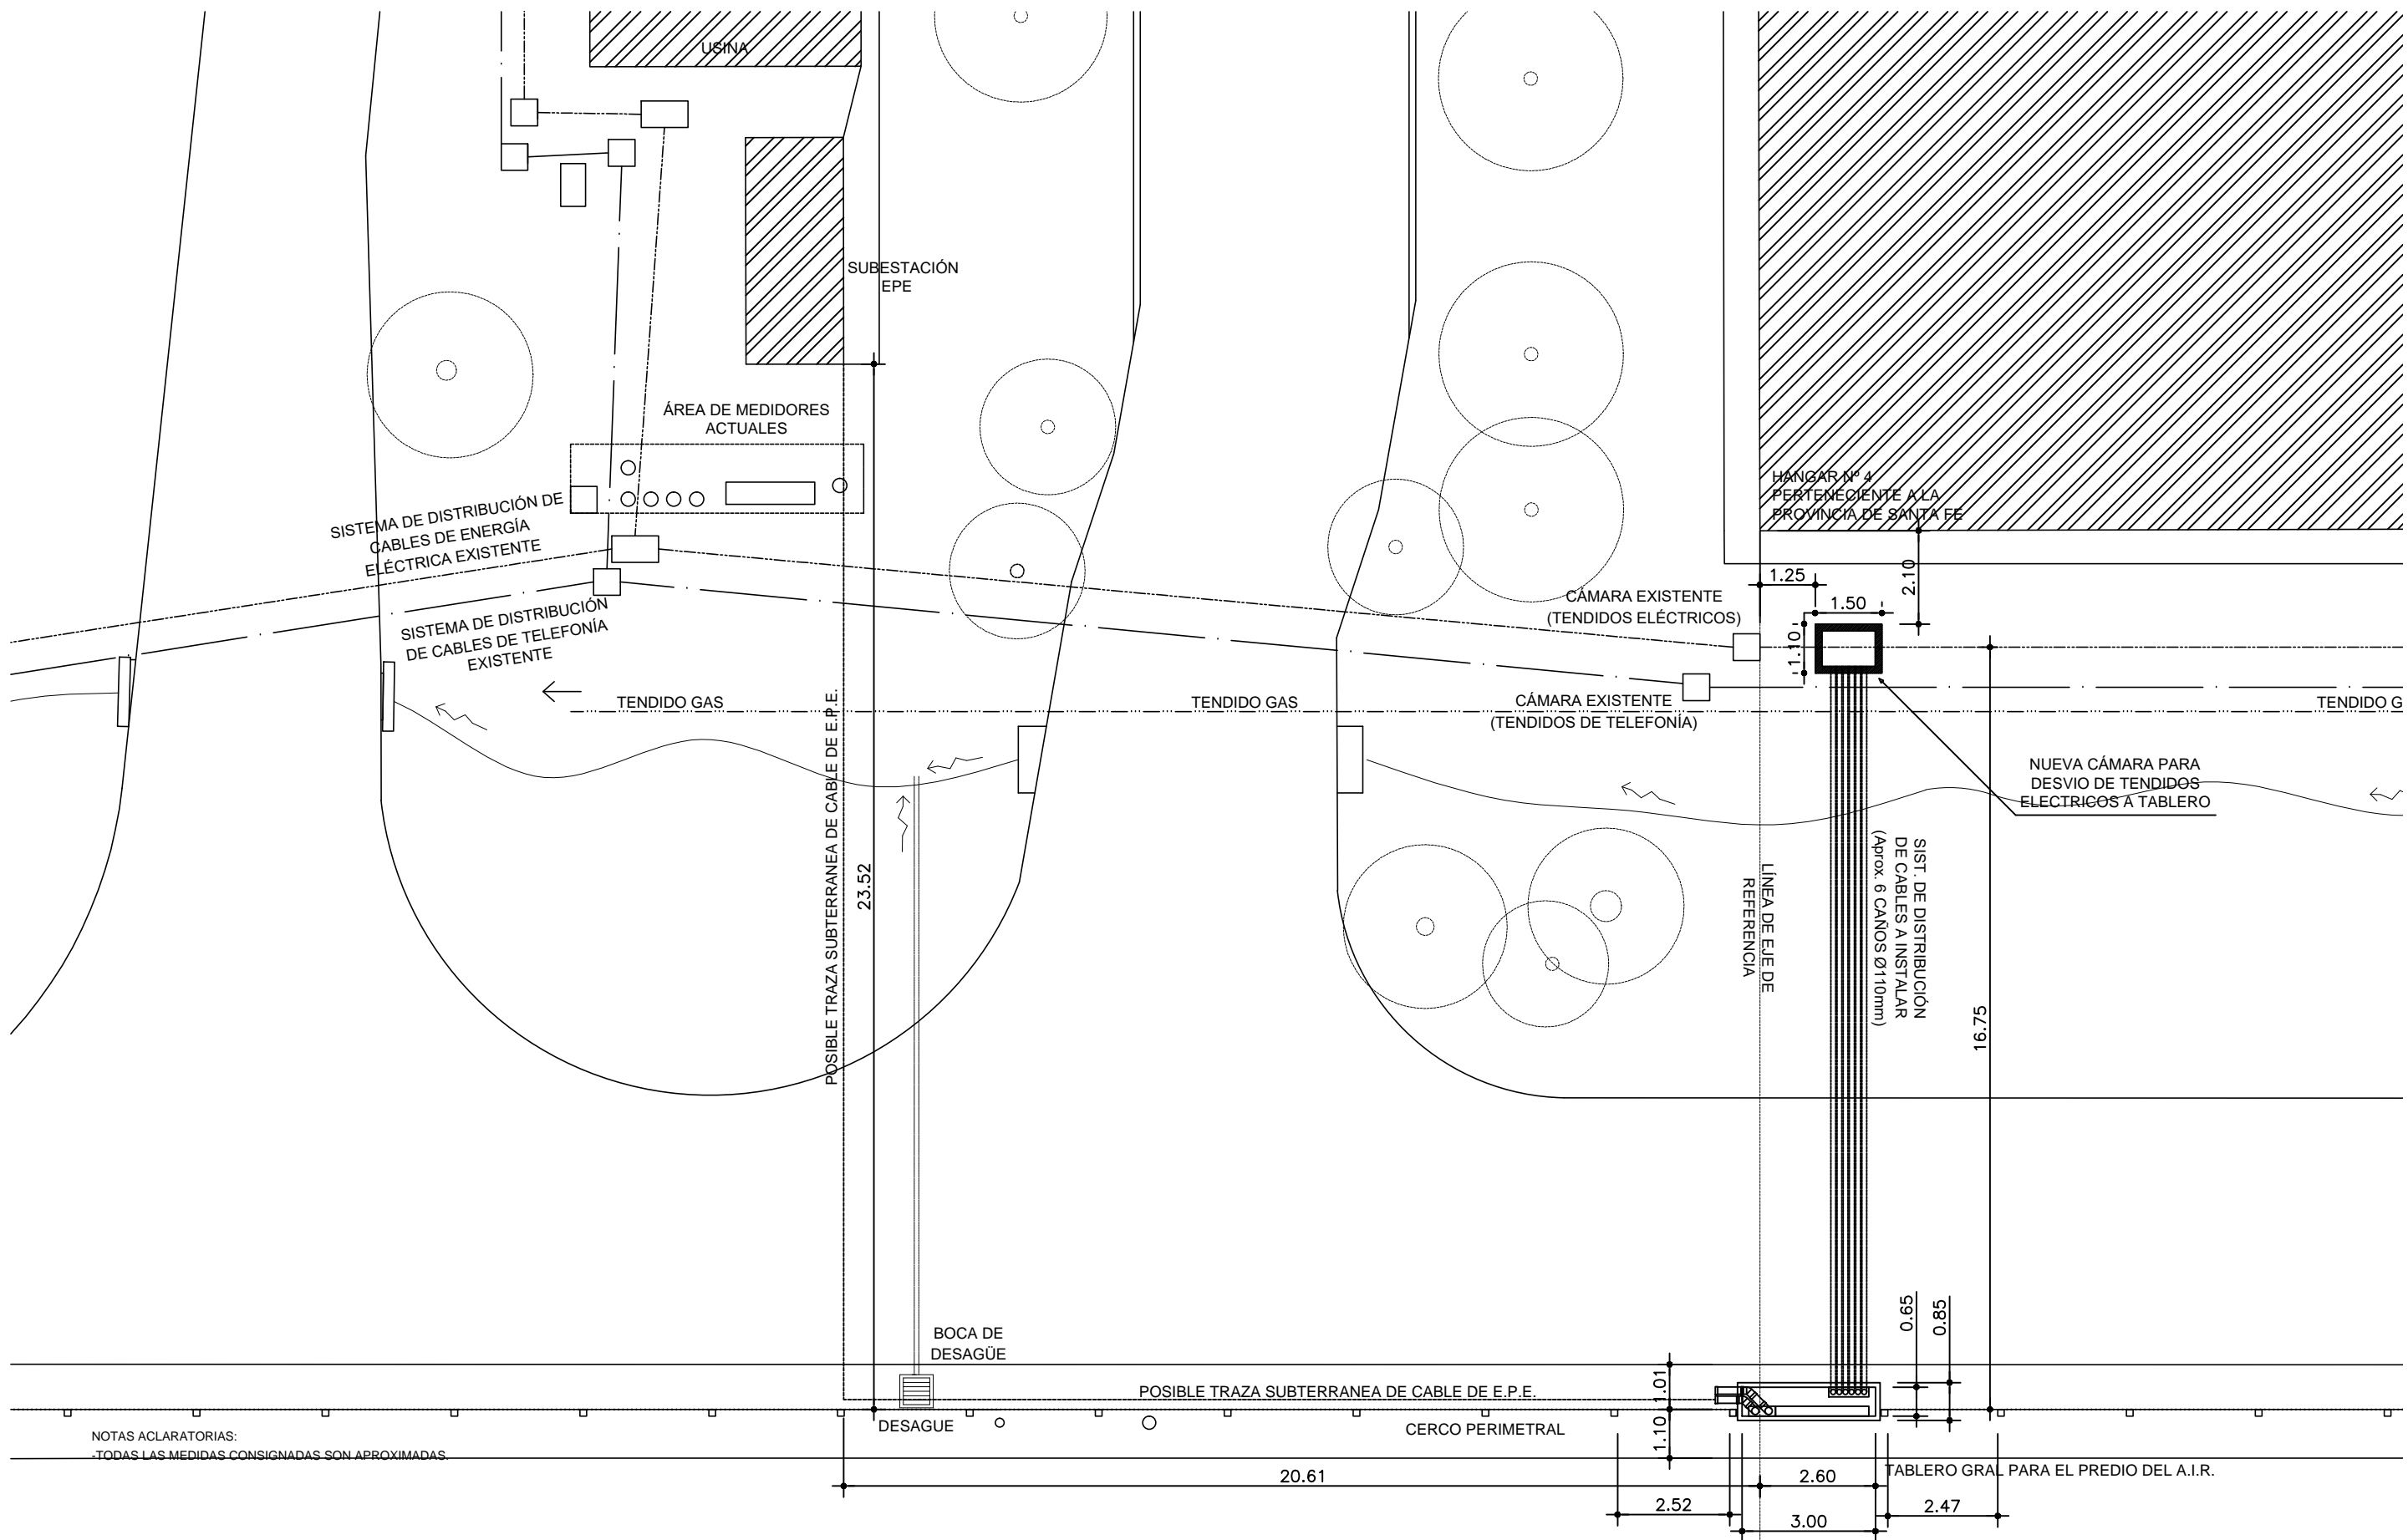 USINA
SUBESTACIÓN
EPE
ÁREA DE MEDIDORES
ACTUALES
SISTEMA DE DISTRIBUCIÓN DE
CABLES DE ENERGÍA
ELÉCTRICA EXISTENTE
SISTEMA DE DISTRIBUCIÓN
DE CABLES DE TELEFONÍA
EXISTENTE
HANGAR Nº 4
PERTENECIENTE A LA
PROVINCIA DE SANTA FE
1.25
2.10
1.50
1.10
CÁMARA EXISTENTE
(TENDIDOS ELÉCTRICOS)
TENDIDO GAS
TENDIDO GAS
CÁMARA EXISTENTE
(TENDIDOS DE TELEFONÍA)
TENDIDO G
NUEVA CÁMARA PARA
DESVIO DE TENDIDOS
ELECTRICOS A TABLERO
POSIBLE TRAZA SUBTERRANEA DE CABLE DE E.P.E.
23.52
LÍNEA DE EJE DE
REFERENCIA
SIST. DE DISTRIBUCIÓN
DE CABLES A INSTALAR
(Aprox. 6 CAÑOS Ø110mm)
16.75
BOCA DE
DESAGÜE
0.65
0.85
POSIBLE TRAZA SUBTERRANEA DE CABLE DE E.P.E.
1.01
1.10
DESAGUE
CERCO PERIMETRAL
NOTAS ACLARATORIAS:
-TODAS LAS MEDIDAS CONSIGNADAS SON APROXIMADAS.
TABLERO GRAL PARA EL PREDIO DEL A.I.R.
20.61
2.60
2.52
2.47
3.00